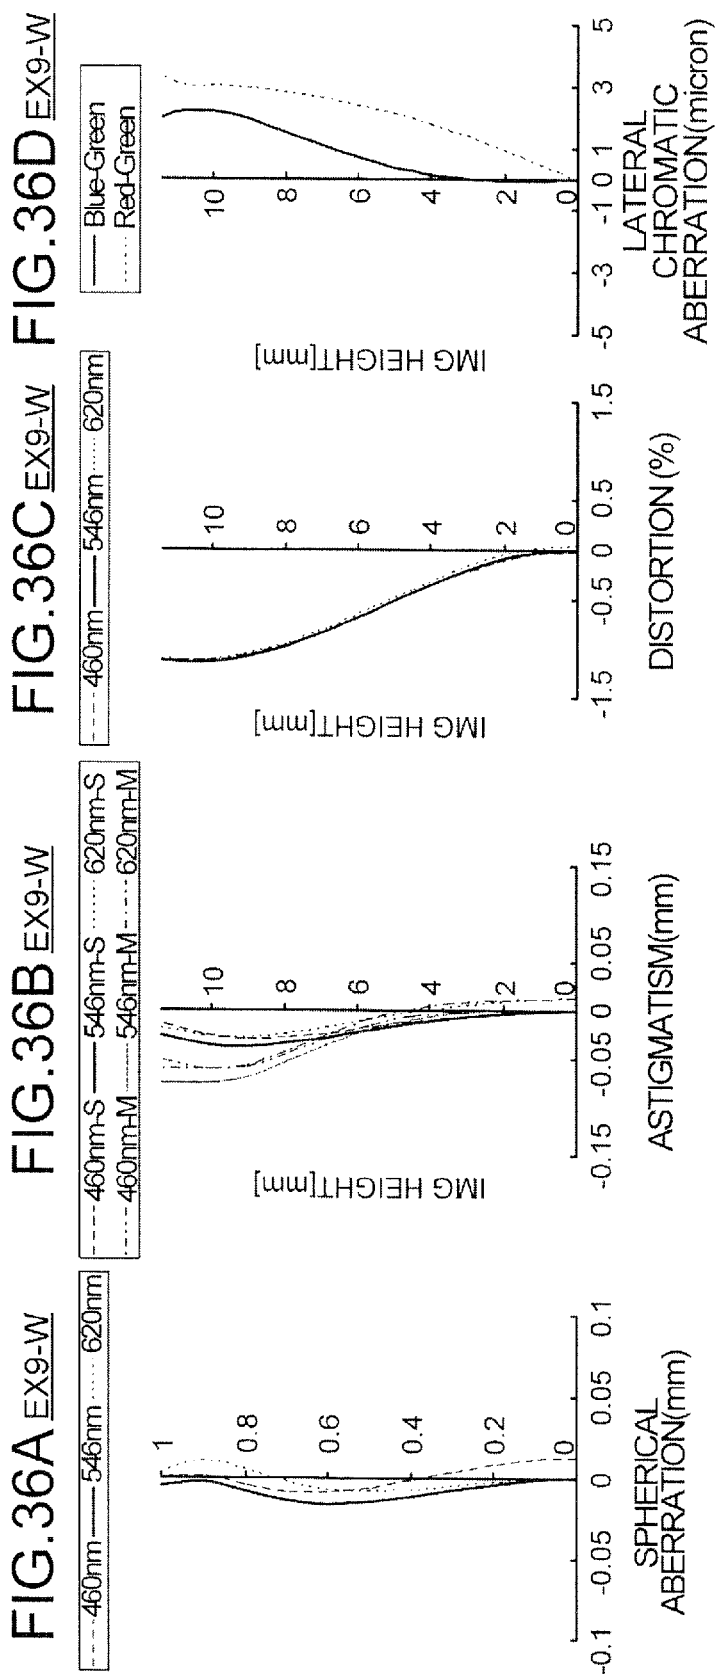 FIG.36A EX9-W
460nm 546nm 620nm
1
0.8
0.6
0.4
0.2
0
-0.1 -0.05 0 0.05 0.1
SPHERICAL
ABERRATION(mm)
FIG.36B EX9-W
460nm-S 546nm-S 620nm-S
460nm-M 546nm-M 620nm-M
IMG HEIGHT[mm]
10
8
6
4
2
0
-0.15 -0.05 0 0.05 0.15
ASTIGMATISM(mm)
FIG.36C EX9-W
460nm 546nm 620nm
IMG HEIGHT[mm]
10
8
6
4
2
0
-1.5 -0.5 0 0.5 1.5
DISTORTION (%)
FIG.36D EX9-W
Blue-Green
Red-Green
IMG HEIGHT[mm]
10
8
6
4
2
0
-5 -3 -1 0 1 3 5
LATERAL
CHROMATIC
ABERRATION(micron)